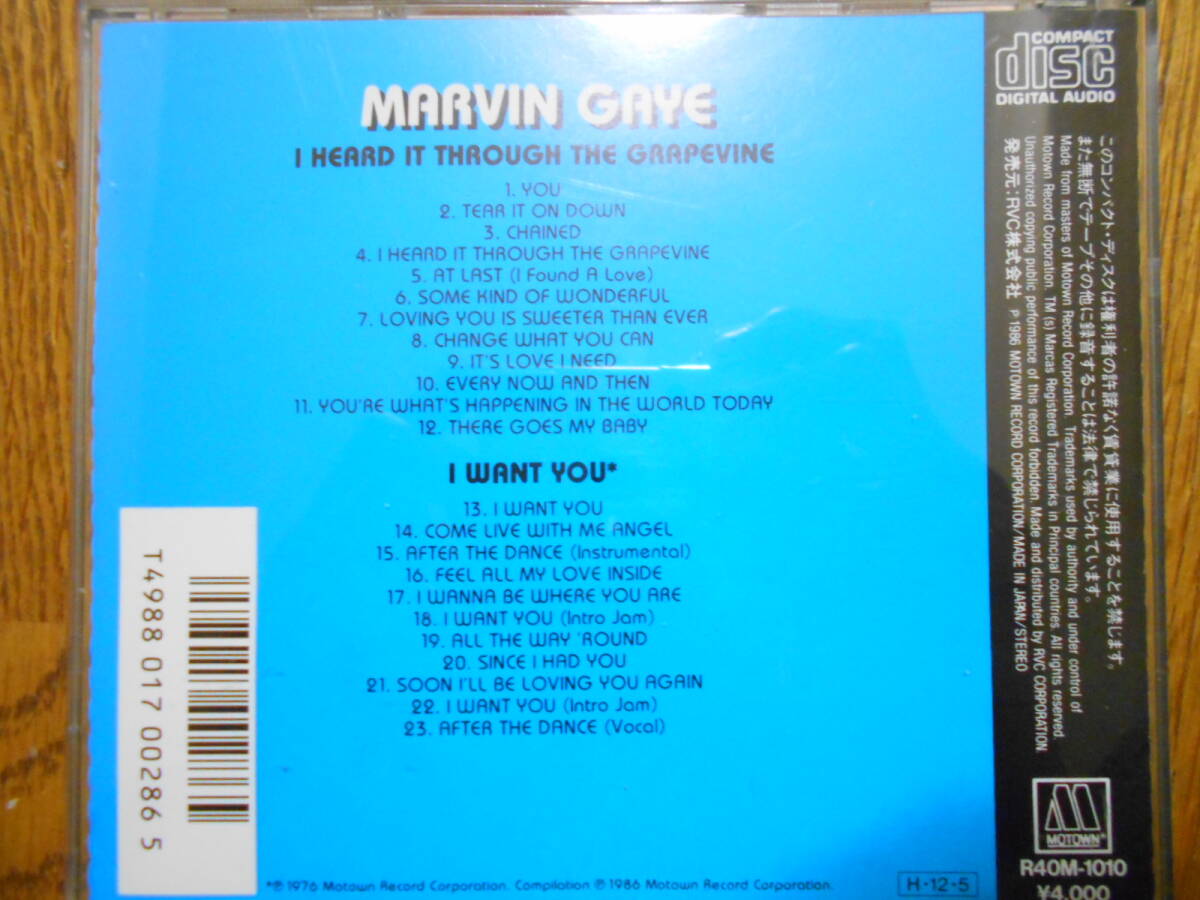 MARVIN GAYE
I HEARD IT THROUGH THE GRAPEVINE
1. YOU
2. TEAR IT ON DOWN
3. CHAINED
4. I HEARD IT THROUGH THE GRAPEVINE
5. AT LAST (I Found A Love)
6. SOME KIND OF WONDERFUL
7. LOVING YOU IS SWEETER THAN EVER
8. CHANGE WHAT YOU CAN
9. IT'S LOVE I NEED
10. EVERY NOW AND THEN
11. YOU'RE WHAT'S HAPPENING IN THE WORLD TODAY
12. THERE GOES MY BABY
I WANT YOU*
13. I WANT YOU
14. COME LIVE WITH ME ANGEL
15. AFTER THE DANCE (Instrumental)
16. FEEL ALL MY LOVE INSIDE
17. I WANNA BE WHERE YOU ARE
18. I WANT YOU (Intro Jam)
19. ALL THE WAY 'ROUND
20. SINCE I HAD YOU
21. SOON I'LL BE LOVING YOU AGAIN
22. I WANT YOU (Intro Jam)
23. AFTER THE DANCE (Vocal)
T4988 017 00286 5
*℗ 1976 Motown Record Corporation. Compilation ℗ 1986 Motown Record Corporation.
H・12・5
COMPACT
disc
DIGITAL AUDIO
このコンパクト・ディスクは権利者の許諾なく賃貸業に使用することを禁じます。
また無断でテープその他に録音することは法律で禁じられています。
Made from masters of Motown Record Corporation. Trademarks used by authority and under control of
Motown Record Corporation. TM (s) Marcas Registered Trademarks in Principal countries. All rights reserved.
Unauthorized copying public performance of this record forbidden. Made and distributed by RVC CORPORATION.
発売元:RVC株式会社 P 1986 MOTOWN RECORD CORPORATION/MADE IN JAPAN/STEREO
M
MOTOWN
R40M-1010
¥4,000